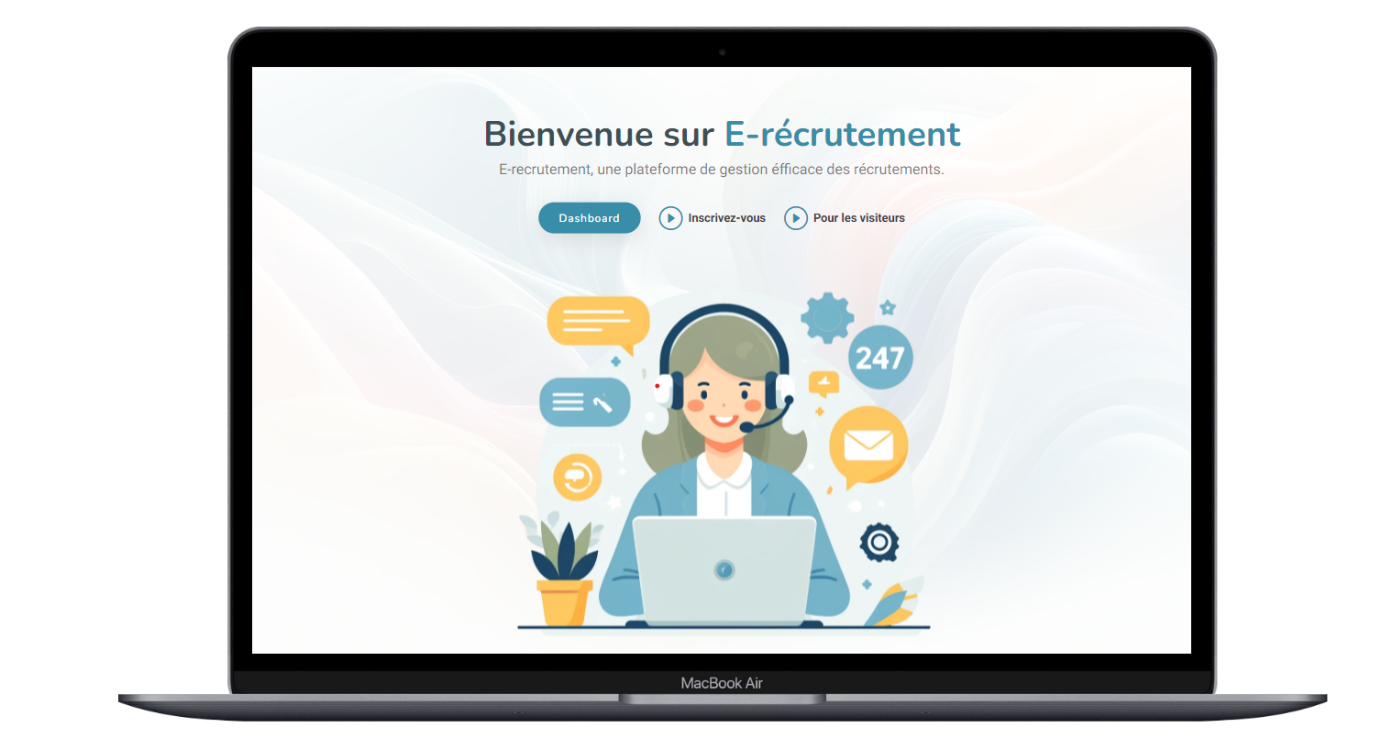 Bienvenue sur E-récrutement
E-recrutement, une plateforme de gestion éfficace des récrutements.
Dashboard
Inscrivez-vous
Pour les visiteurs
247
MacBook Air